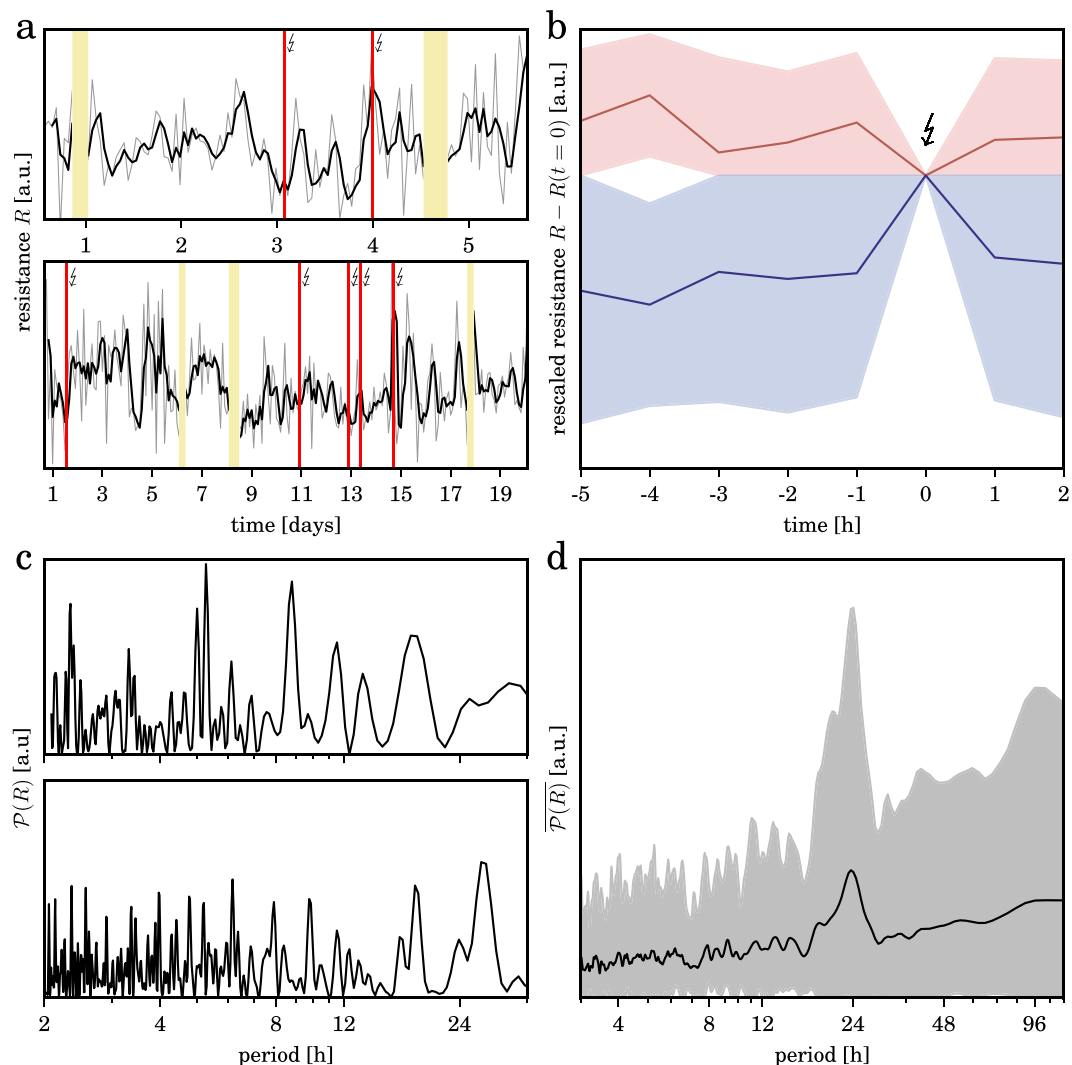 a
resistance R [a.u.]
1 2 3 4 5
1 3 5 7 9 11 13 15 17 19
time [days]
b
rescaled resistance R − R(t = 0) [a.u.]
-5 -4 -3 -2 -1 0 1 2
time [h]
c
𝒫(R) [a.u]
2 4 8 12 24
period [h]
d
𝒫(R)̅ [a.u.]
4 8 12 24 48 96
period [h]